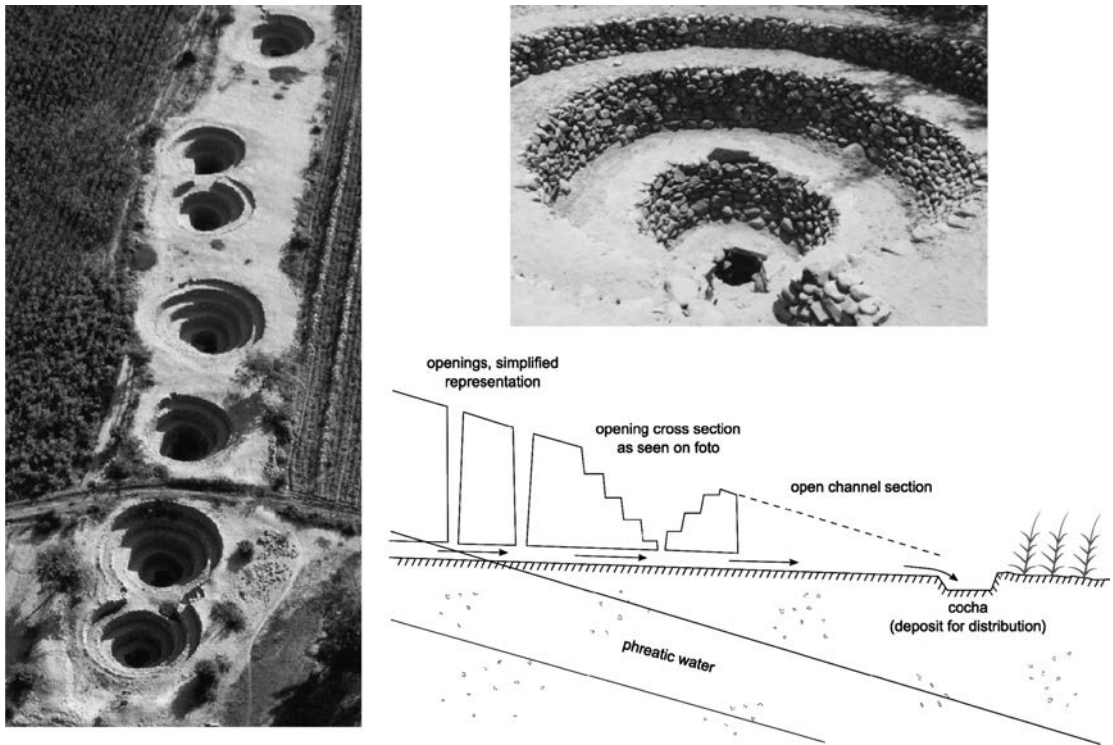 openings, simplified
representation
opening cross section
as seen on foto
open channel section
cocha
(deposit for distribution)
phreatic water